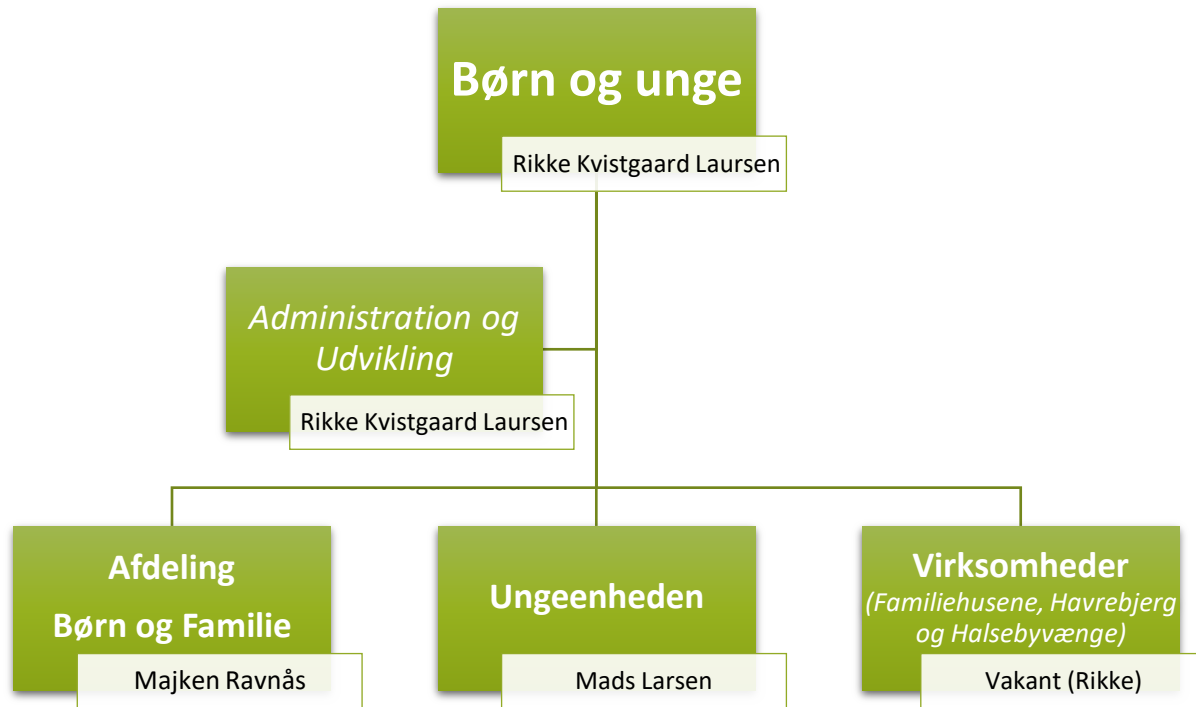 Børn og unge
Rikke Kvistgaard Laursen
Administration og
Udvikling
Rikke Kvistgaard Laursen
Afdeling
Børn og Familie
Majken Ravnås
Ungeenheden
Mads Larsen
Virksomheder
(Familiehusene, Havrebjerg
og Halsebyvænge)
Vakant (Rikke)